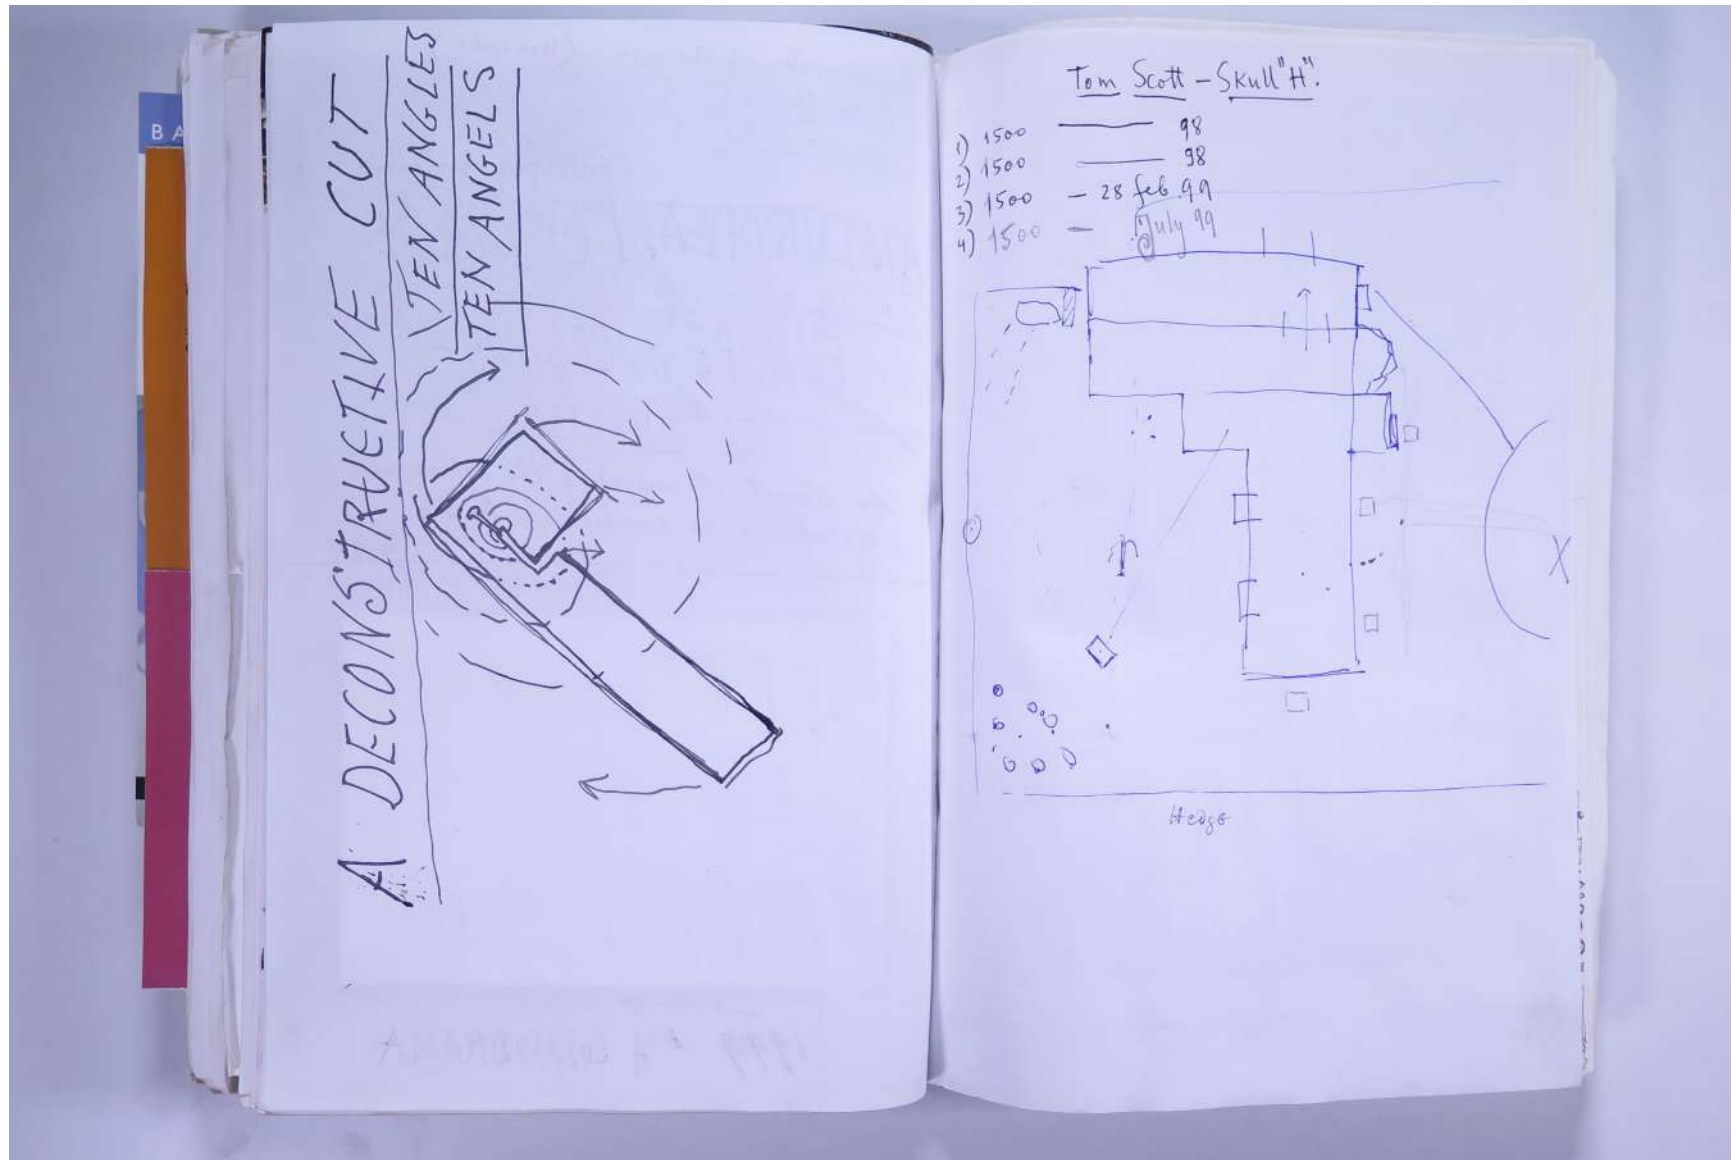 BA
A DECONSTRUCTIVE CUT
TEN ANGLES
TEN ANGELS
Tom Scott - Skull "H".
1) 1500 — 98
2) 1500 — 98
3) 1500 - 28 feb. 99
4) 1500 - July 99
Hedge